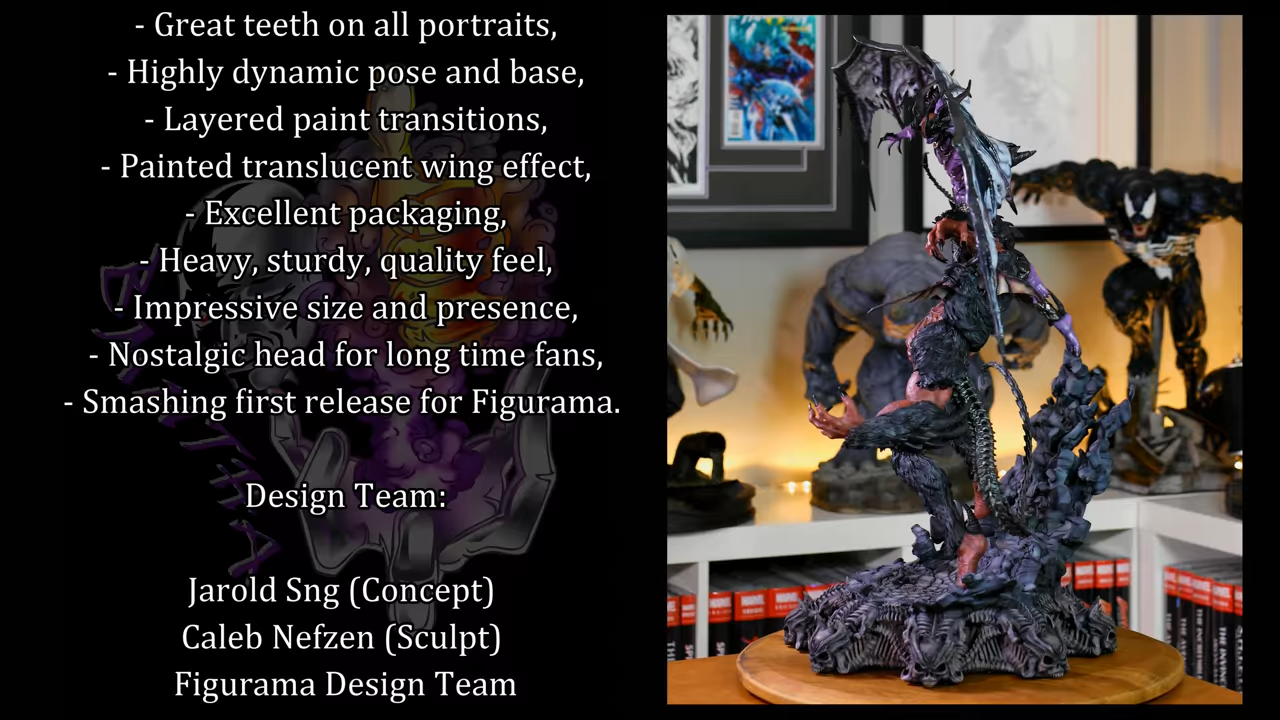 - Great teeth on all portraits,
- Highly dynamic pose and base,
- Layered paint transitions,
- Painted translucent wing effect,
- Excellent packaging,
- Heavy, sturdy, quality feel,
- Impressive size and presence,
- Nostalgic head for long time fans,
- Smashing first release for Figurama.
Design Team:
Jarold Sng (Concept)
Caleb Nefzen (Sculpt)
Figurama Design Team
MARVEL
MARVEL